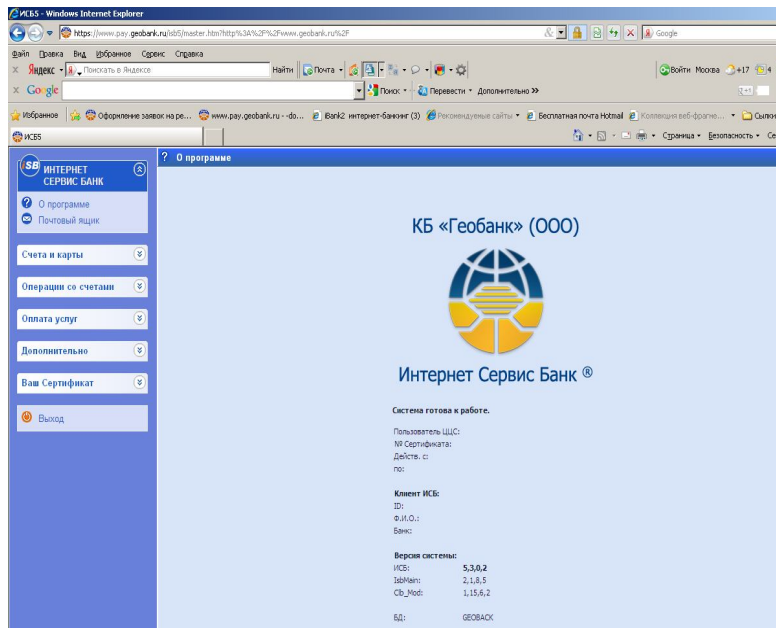 ИСБ5 - Windows Internet Explorer
https://www.pay.geobank.ru/isb5/master.htm?http%3A%2F%2Fwww.geobank.ru%2F
Google
Файл Правка Вид Избранное Сервис Справка
Яндекс Поискать в Яндексе Найти Почта Войти Москва +17 4
Google Поиск Перевести Дополнительно »
Избранное Оформление заявок на ре... www.pay.geobank.ru - -do... iBank2 интернет-банкинг (3) Рекомендуемые сайты Бесплатная почта Hotmail Коллекция веб-фрагме...
ИСБ5 Страница Безопасность Се
ISB ИНТЕРНЕТ СЕРВИС БАНК
О программе
Почтовый ящик
Счета и карты
Операции со счетами
Оплата услуг
Дополнительно
Ваш Сертификат
Выход
? О программе
КБ «Геобанк» (ООО)
Интернет Сервис Банк ®
Система готова к работе.
Пользователь ЦЦС:
№ Сертификата:
Действ. с:
по:
Клиент ИСБ:
ID:
Ф.И.О.:
Банк:
Версия системы:
ИСБ: 5,3,0,2
IsbMain: 2,1,8,5
Clb_Mod: 1,15,6,2
БД: GEOBACK